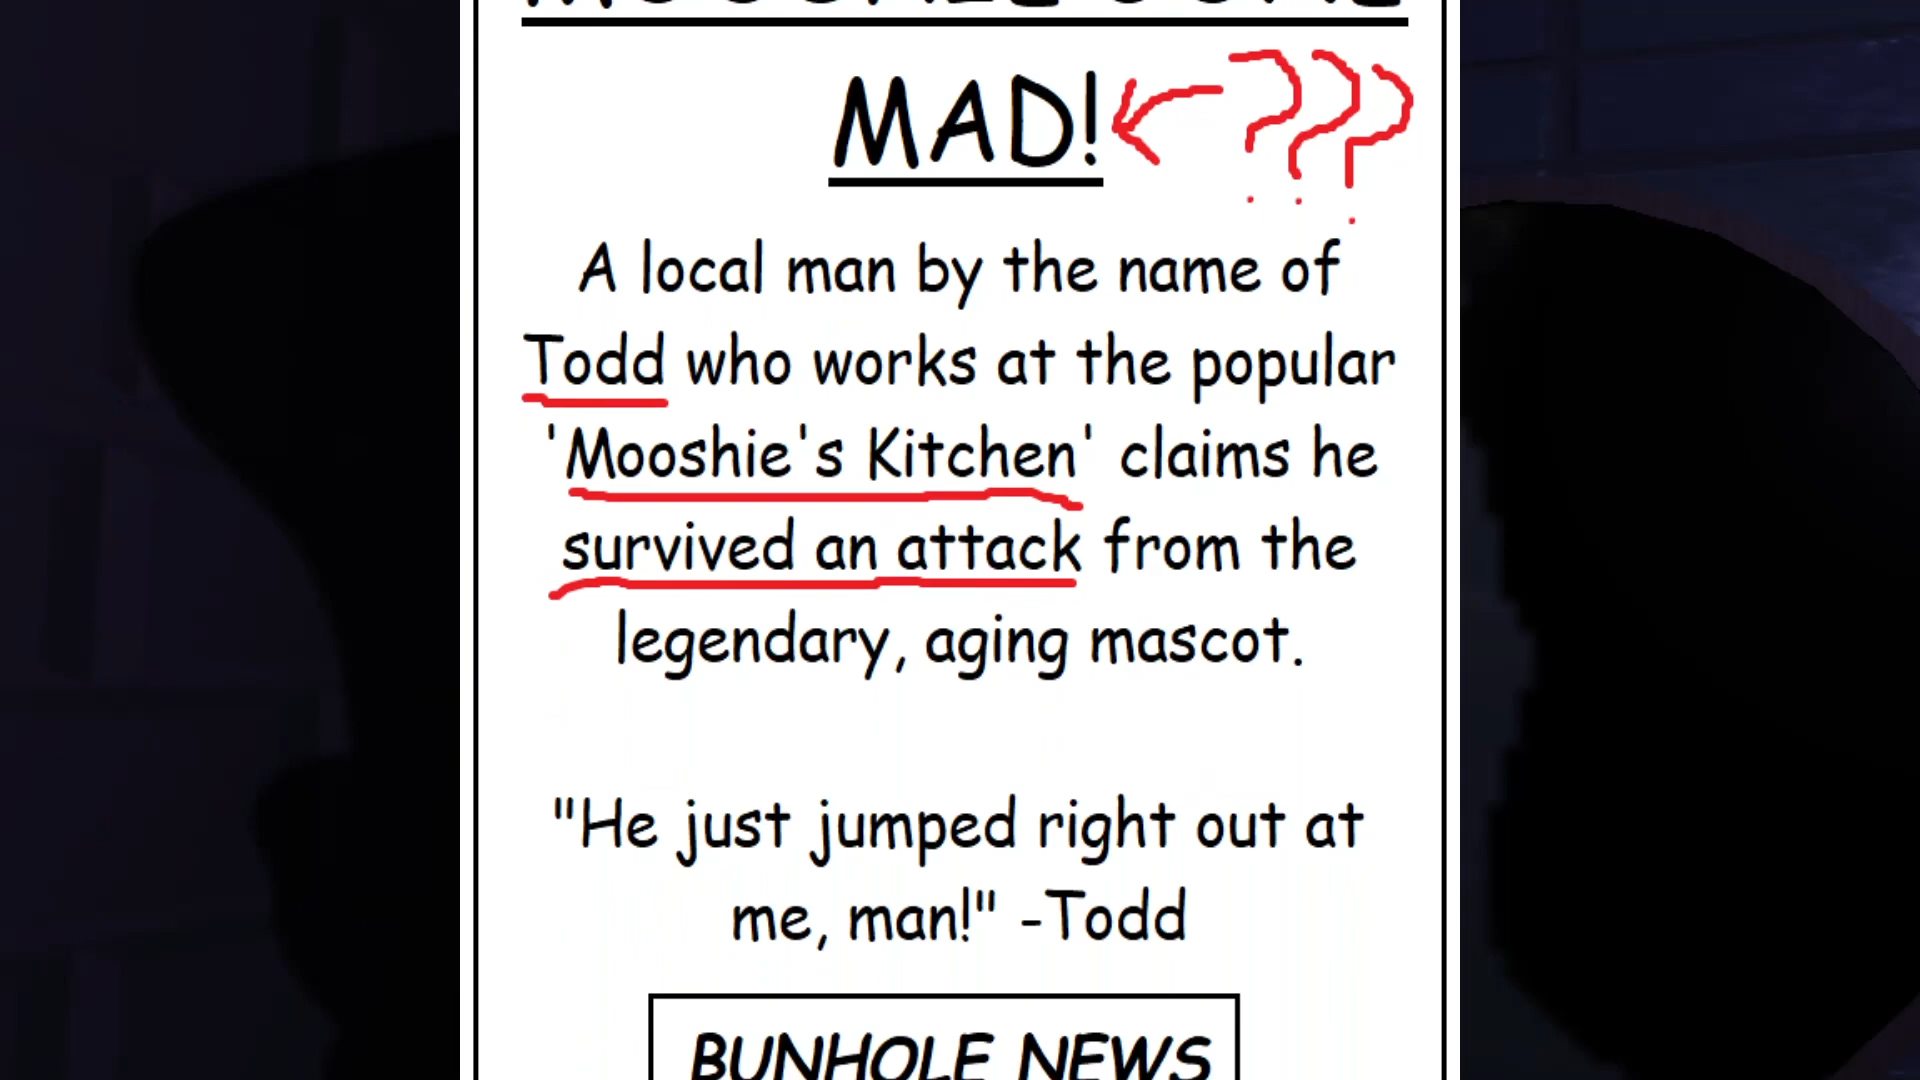 MAD! ???
A local man by the name of
Todd who works at the popular
'Mooshie's Kitchen' claims he
survived an attack from the
legendary, aging mascot.
"He just jumped right out at
me, man!" -Todd
BUNHOLE NEWS